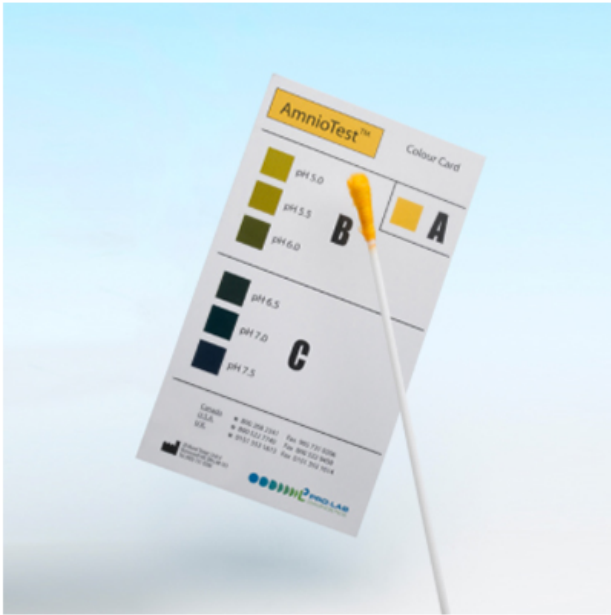 AmnioTest™
Colour Card
pH 5.0
pH 5.5
pH 6.0
B
A
pH 6.5
pH 7.0
pH 7.5
C
Canada
U.S.A.
U.K.
PRO-LAB
DIAGNOSTICS